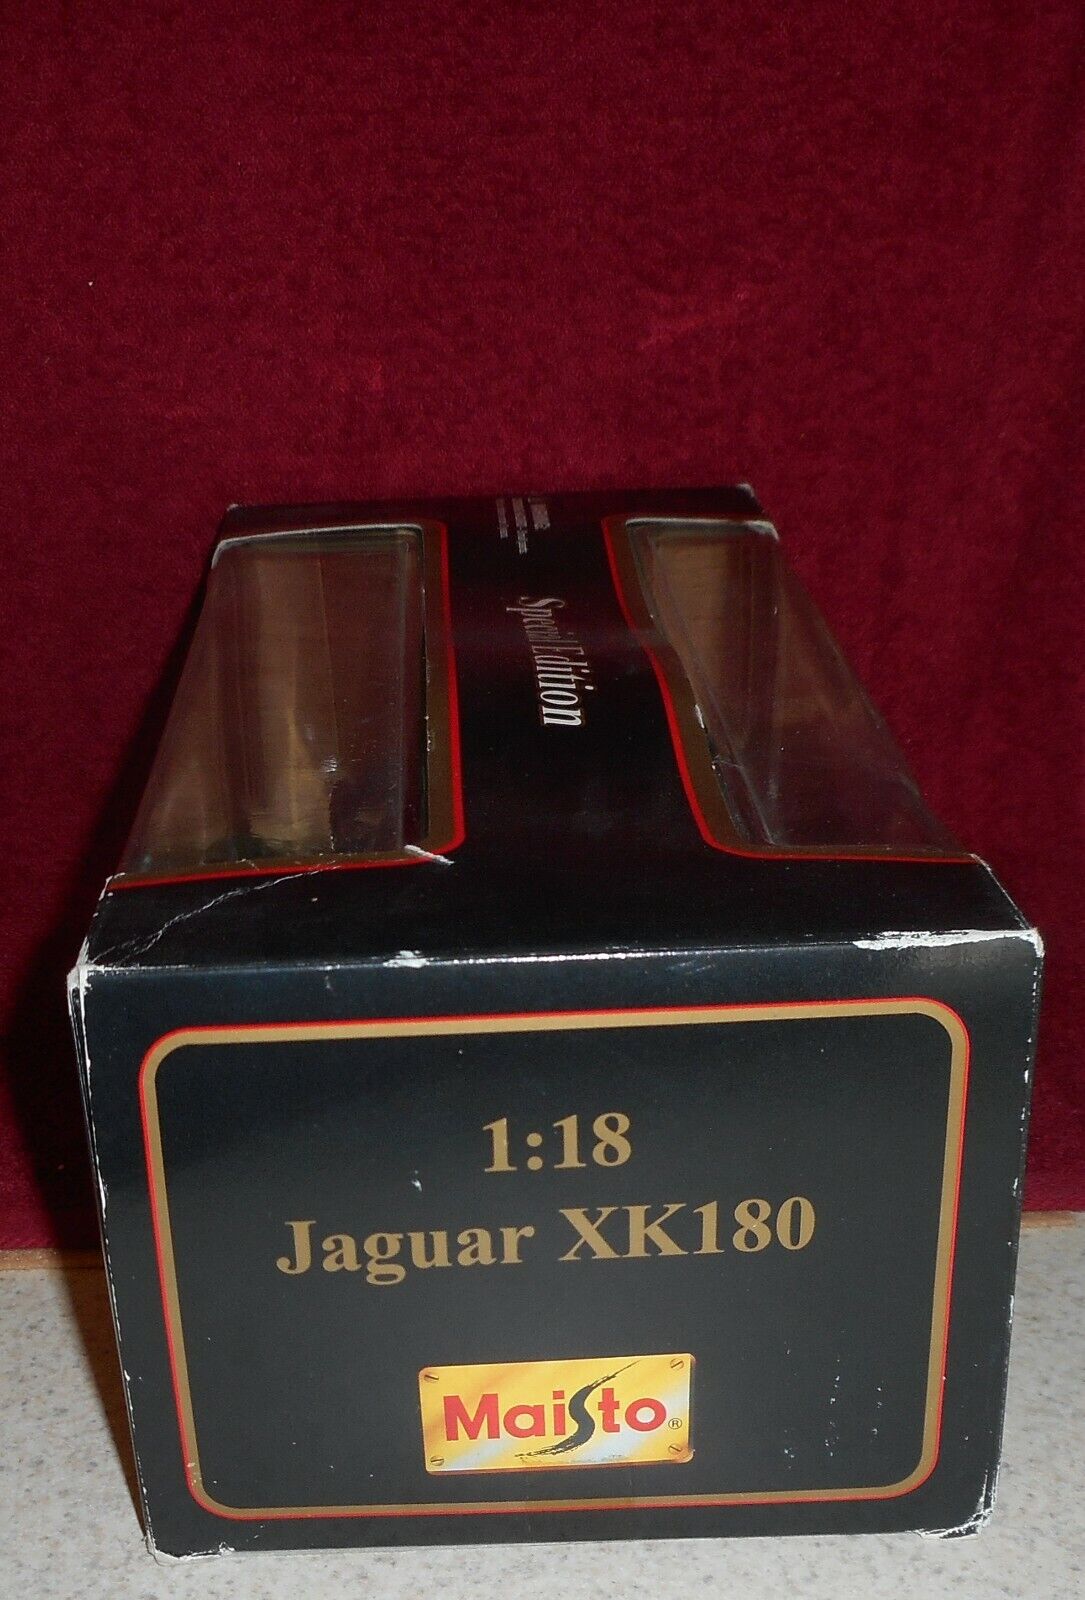 Special Edition
1:18
Jaguar XK180
Maisto®